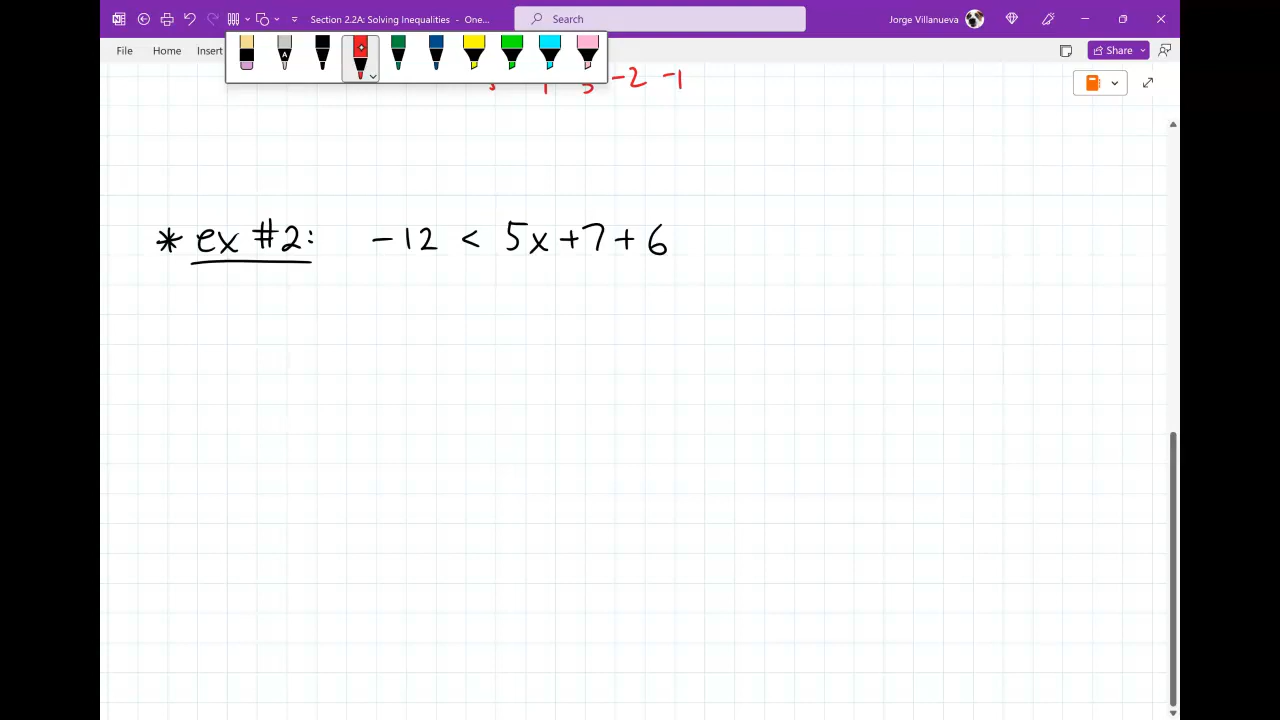 Section 2.2A: Solving Inequalities - One...
Search
Jorge Villanueva
File Home Insert
Share
-2 -1
* ex #2: -12 < 5x+7+6